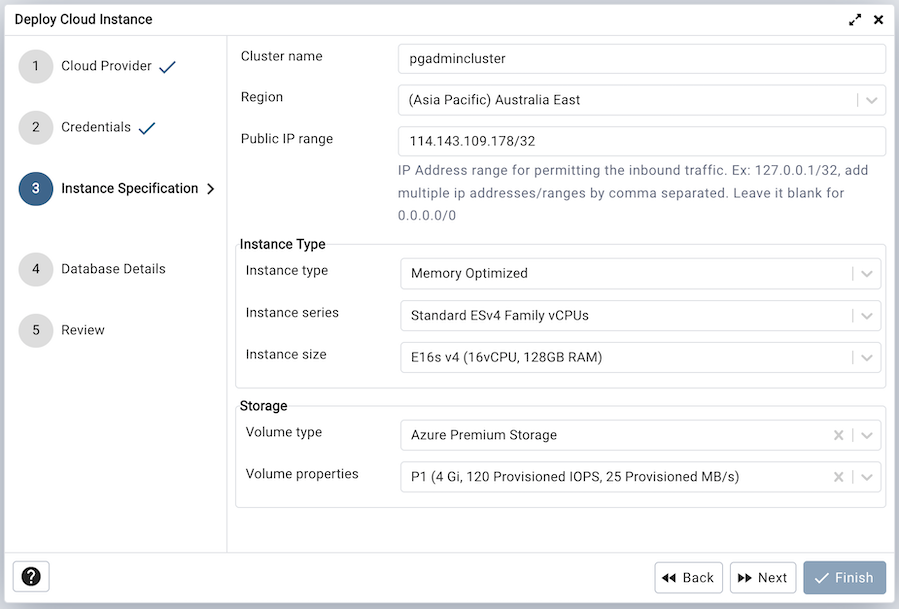 Deploy Cloud Instance
1 Cloud Provider
2 Credentials
3 Instance Specification
4 Database Details
5 Review
Cluster name pgadmincluster
Region (Asia Pacific) Australia East
Public IP range 114.143.109.178/32
IP Address range for permitting the inbound traffic. Ex: 127.0.0.1/32, add
multiple ip addresses/ranges by comma separated. Leave it blank for
0.0.0.0/0
Instance Type
Instance type Memory Optimized
Instance series Standard ESv4 Family vCPUs
Instance size E16s v4 (16vCPU, 128GB RAM)
Storage
Volume type Azure Premium Storage
Volume properties P1 (4 Gi, 120 Provisioned IOPS, 25 Provisioned MB/s)
? Back Next Finish